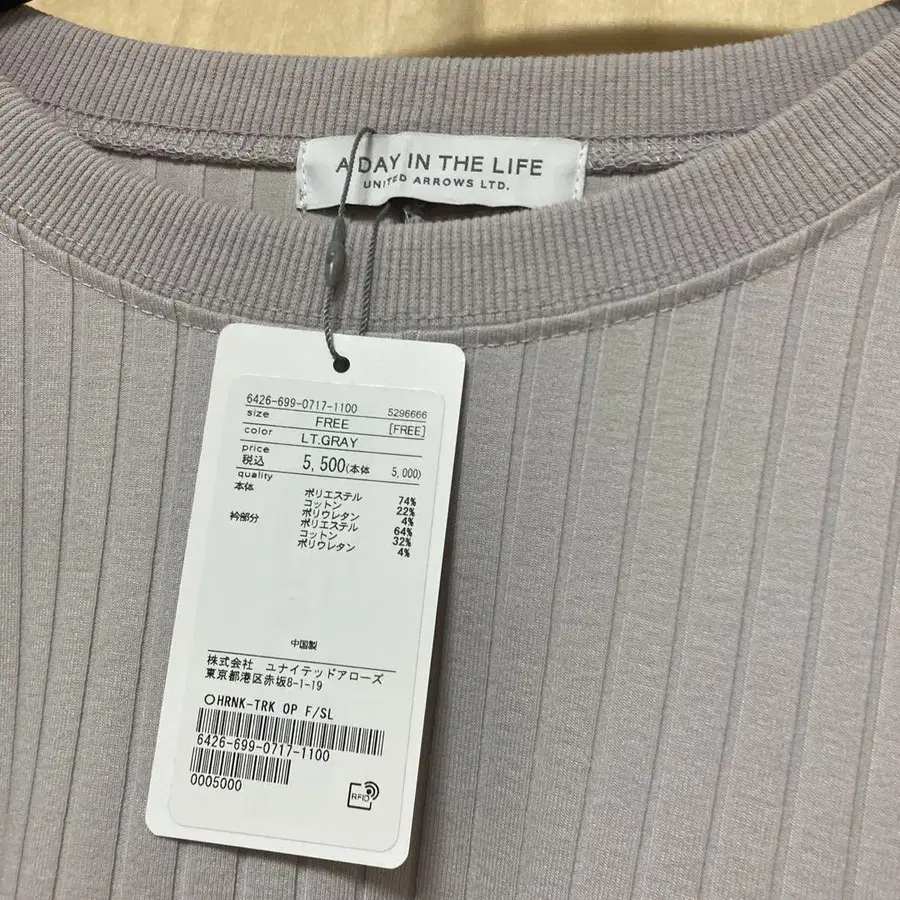 A DAY IN THE LIFE
UNITED ARROWS LTD.
6426-699-0717-1100 5296666
size FREE [FREE]
color LT.GRAY
price
税込 5,500(本体 5,000)
quality
本体 ポリエステル 74%
コットン 22%
ポリウレタン 4%
衿部分 ポリエステル 64%
コットン 32%
ポリウレタン 4%
中国製
株式会社 ユナイテッドアローズ
東京都港区赤坂8-1-19
○HRNK-TRK OP F/SL
6426-699-0717-1100
0005000
RFID